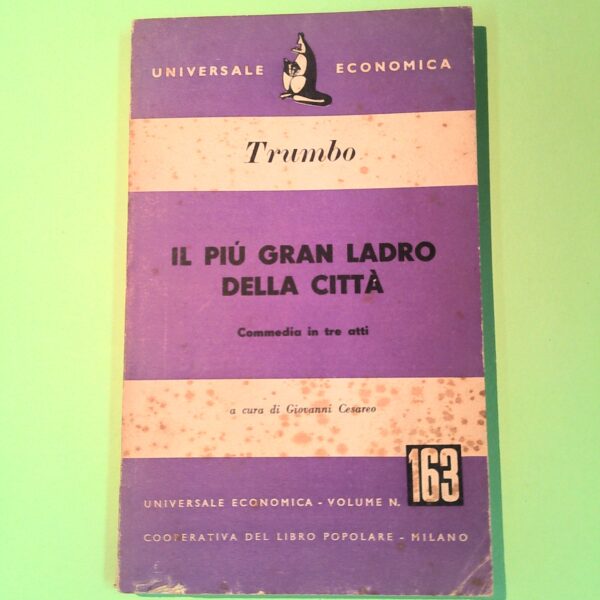 UNIVERSALE ECONOMICA
Trumbo
IL PIÚ GRAN LADRO
DELLA CITTÀ
Commedia in tre atti
a cura di Giovanni Cesareo
UNIVERSALE ECONOMICA - VOLUME N. 163
COOPERATIVA DEL LIBRO POPOLARE - MILANO